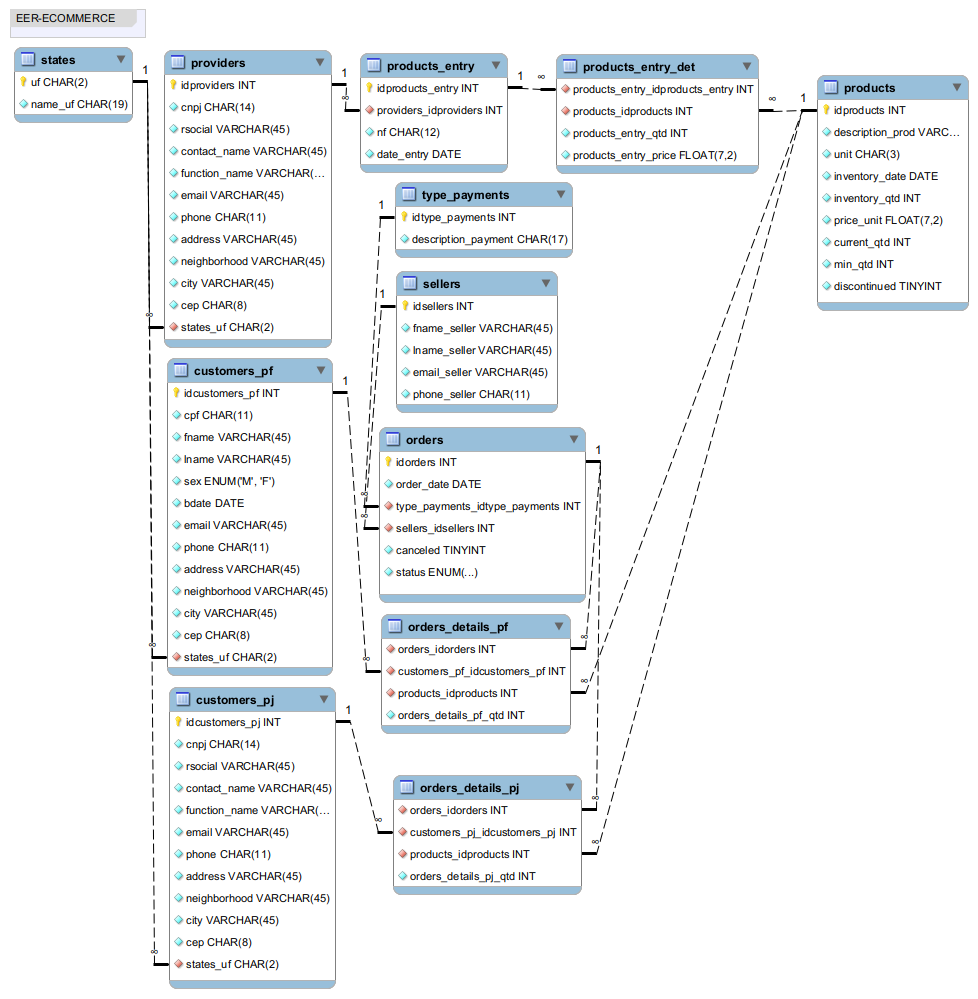 EER-ECOMMERCE
states
uf CHAR(2)
name_uf CHAR(19)
1
providers
idproviders INT
cnpj CHAR(14)
rsocial VARCHAR(45)
contact_name VARCHAR(45)
function_name VARCHAR(...
email VARCHAR(45)
phone CHAR(11)
address VARCHAR(45)
neighborhood VARCHAR(45)
city VARCHAR(45)
cep CHAR(8)
states_uf CHAR(2)
∞
1
∞
products_entry
idproducts_entry INT
providers_idproviders INT
nf CHAR(12)
date_entry DATE
1
∞
products_entry_det
products_entry_idproducts_entry INT
products_idproducts INT
products_entry_qtd INT
products_entry_price FLOAT(7,2)
∞
1
products
idproducts INT
description_prod VARC...
unit CHAR(3)
inventory_date DATE
inventory_qtd INT
price_unit FLOAT(7,2)
current_qtd INT
min_qtd INT
discontinued TINYINT
type_payments
1
idtype_payments INT
description_payment CHAR(17)
sellers
1
idsellers INT
fname_seller VARCHAR(45)
lname_seller VARCHAR(45)
email_seller VARCHAR(45)
phone_seller CHAR(11)
customers_pf
idcustomers_pf INT
cpf CHAR(11)
fname VARCHAR(45)
lname VARCHAR(45)
sex ENUM('M', 'F')
bdate DATE
email VARCHAR(45)
phone CHAR(11)
address VARCHAR(45)
neighborhood VARCHAR(45)
city VARCHAR(45)
cep CHAR(8)
states_uf CHAR(2)
∞
1
orders
1
idorders INT
order_date DATE
type_payments_idtype_payments INT
sellers_idsellers INT
canceled TINYINT
status ENUM(...)
∞
∞
orders_details_pf
orders_idorders INT
customers_pf_idcustomers_pf INT
products_idproducts INT
orders_details_pf_qtd INT
∞
∞
∞
customers_pj
idcustomers_pj INT
cnpj CHAR(14)
rsocial VARCHAR(45)
contact_name VARCHAR(45)
function_name VARCHAR(...
email VARCHAR(45)
phone CHAR(11)
address VARCHAR(45)
neighborhood VARCHAR(45)
city VARCHAR(45)
cep CHAR(8)
states_uf CHAR(2)
∞
1
orders_details_pj
orders_idorders INT
customers_pj_idcustomers_pj INT
products_idproducts INT
orders_details_pj_qtd INT
∞
∞
∞